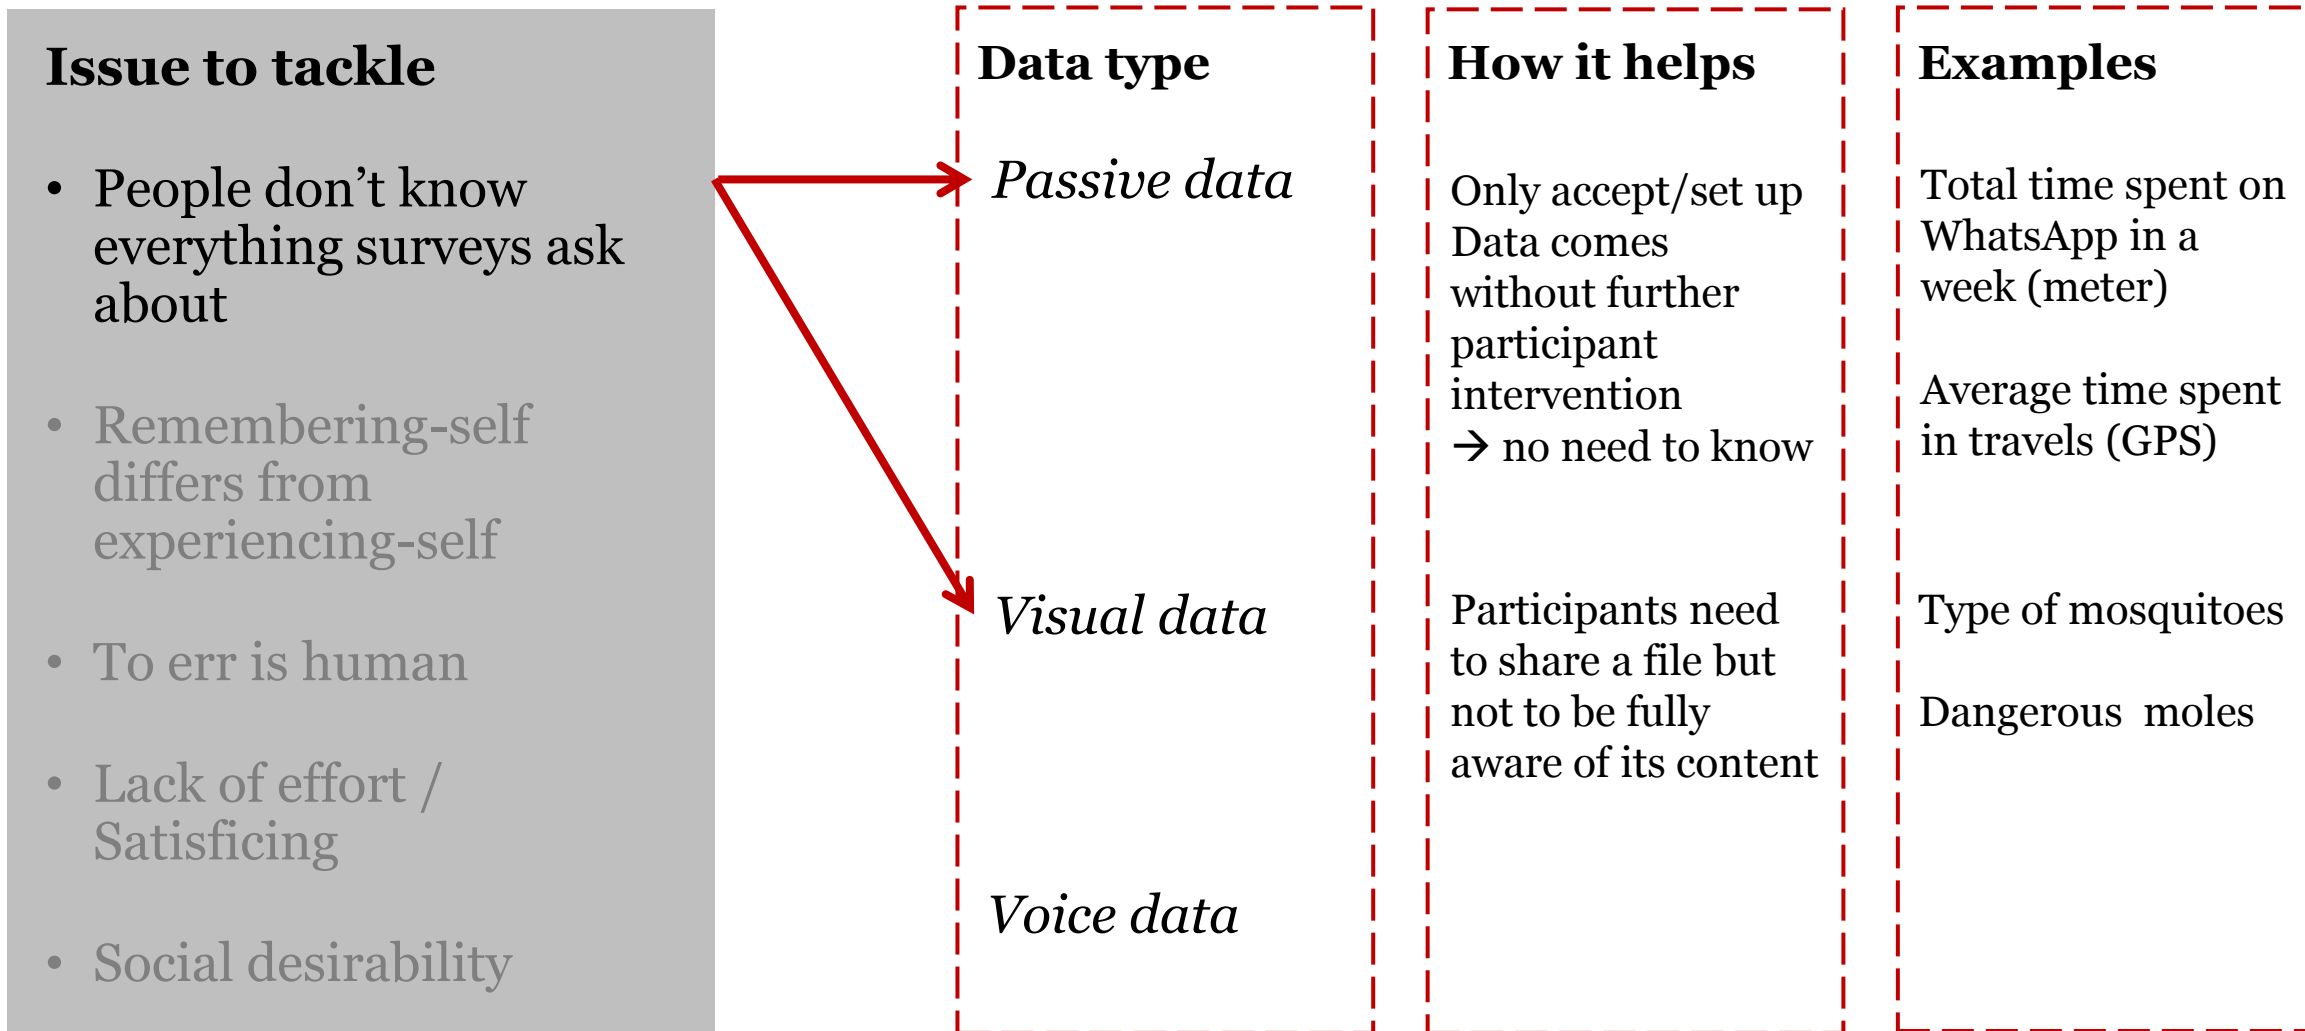 Issue to tackle
• People don’t know
everything surveys ask
about
• Remembering-self
differs from
experiencing-self
• To err is human
• Lack of effort /
Satisficing
• Social desirability
Data type
Passive data
Visual data
Voice data
How it helps
Only accept/set up
Data comes
without further
participant
intervention
→ no need to know
Participants need
to share a file but
not to be fully
aware of its content
Examples
Total time spent on
WhatsApp in a
week (meter)
Average time spent
in travels (GPS)
Type of mosquitoes
Dangerous  moles